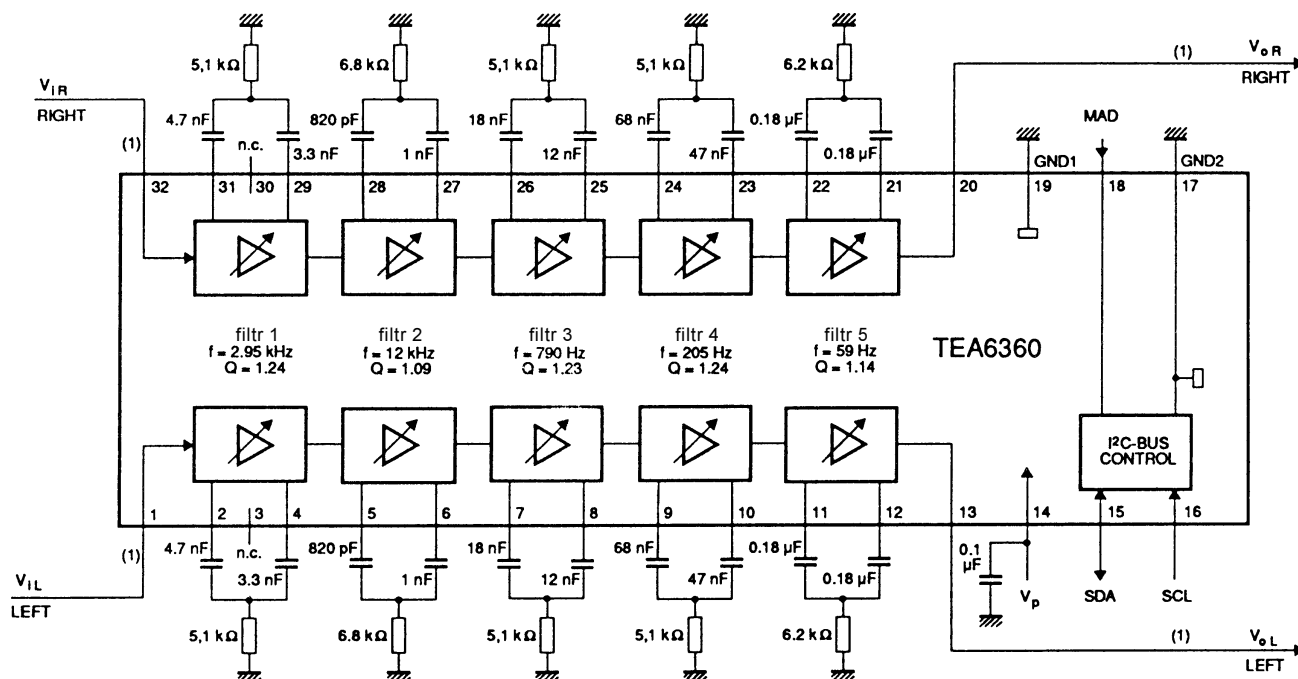 5,1 kΩ 6.8 kΩ 5,1 kΩ 5,1 kΩ 6.2 kΩ (1) VoR
RIGHT
ViR
RIGHT
4.7 nF 820 pF 18 nF 68 nF 0.18 µF MAD
(1) n.c. 3.3 nF 1 nF 12 nF 47 nF 0.18 µF GND1 GND2
32 31 30 29 28 27 26 25 24 23 22 21 20 19 18 17
filtr 1 filtr 2 filtr 3 filtr 4 filtr 5 TEA6360
f = 2.95 kHz f = 12 kHz f = 790 Hz f = 205 Hz f = 59 Hz
Q = 1.24 Q = 1.09 Q = 1.23 Q = 1.24 Q = 1.14
I²C-BUS
CONTROL
1 2 3 4 5 6 7 8 9 10 11 12 13 14 15 16
(1) 4.7 nF n.c. 820 pF 18 nF 68 nF 0.18 µF 0.1
µF
3.3 nF 1 nF 12 nF 47 nF 0.18 µF
ViL
LEFT
Vp SDA SCL
5,1 kΩ 6.8 kΩ 5,1 kΩ 5,1 kΩ 6.2 kΩ (1) VoL
LEFT